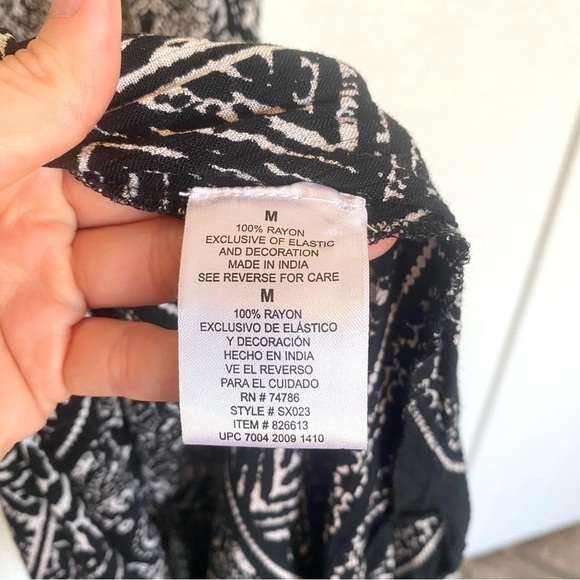 M
100% RAYON
EXCLUSIVE OF ELASTIC
AND DECORATION
MADE IN INDIA
SEE REVERSE FOR CARE
M
100% RAYON
EXCLUSIVO DE ELÁSTICO
Y DECORACIÓN
HECHO EN INDIA
VE EL REVERSO
PARA EL CUIDADO
RN # 74786
STYLE # SX023
ITEM # 826613
UPC 7004 2009 1410